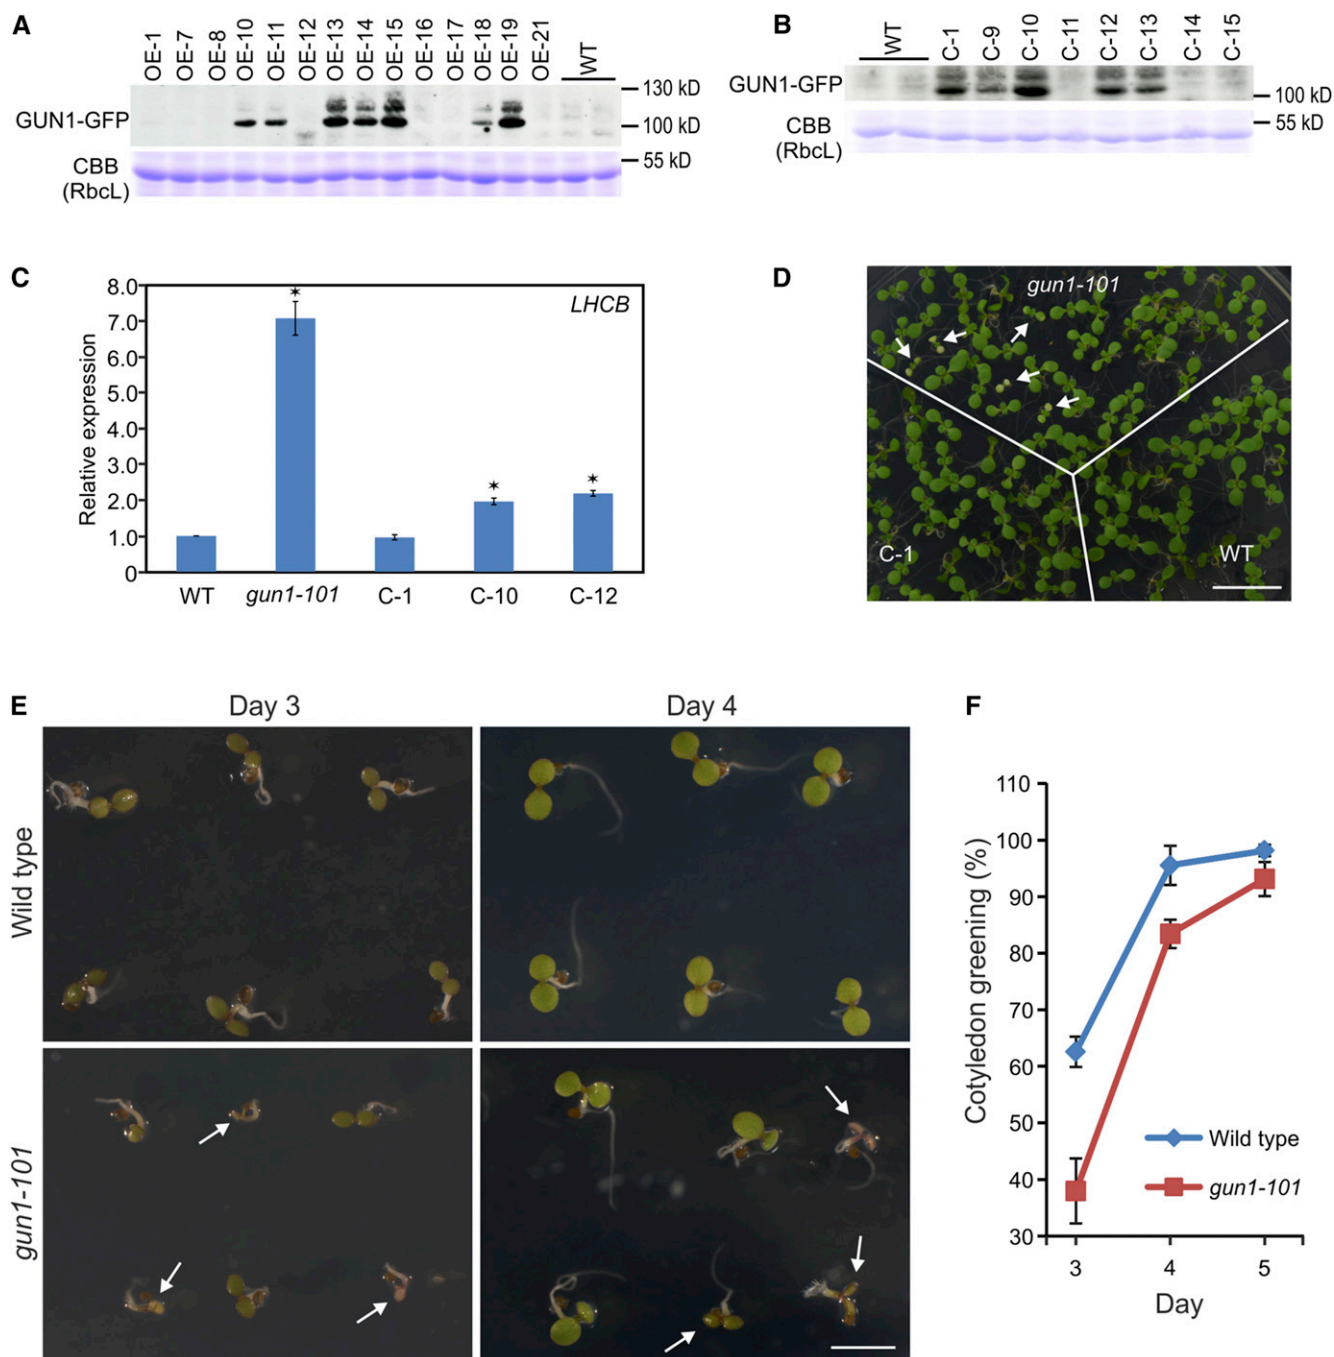 A
OE-1
OE-7
OE-8
OE-10
OE-11
OE-12
OE-13
OE-14
OE-15
OE-16
OE-17
OE-18
OE-19
OE-21
WT
GUN1-GFP
130 kD
100 kD
CBB
(RbcL)
55 kD
B
WT
C-1
C-9
C-10
C-11
C-12
C-13
C-14
C-15
GUN1-GFP
100 kD
CBB
(RbcL)
55 kD
C
Relative expression
8.0
7.0
6.0
5.0
4.0
3.0
2.0
1.0
0
LHCB
WT
gun1-101
C-1
C-10
C-12
D
gun1-101
C-1
WT
E
Day 3
Day 4
Wild type
gun1-101
F
Cotyledon greening (%)
110
100
90
80
70
60
50
40
30
Wild type
gun1-101
3
4
5
Day